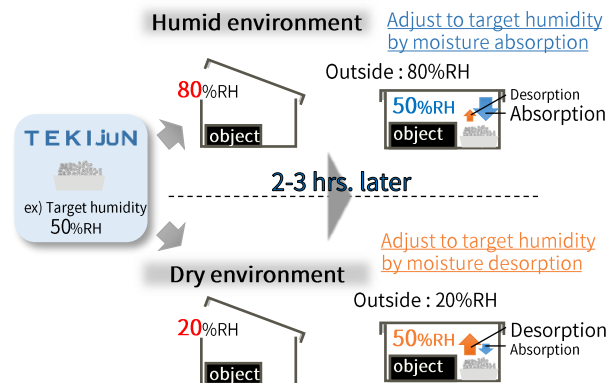 Humid environment
Adjust to target humidity
by moisture absorption
Outside : 80%RH
80%RH
object
50%RH
Desorption
Absorption
object
TEKIJUN
ex) Target humidity
50%RH
2-3 hrs. later
Dry environment
Adjust to target humidity
by moisture desorption
Outside : 20%RH
20%RH
object
50%RH
Desorption
Absorption
object